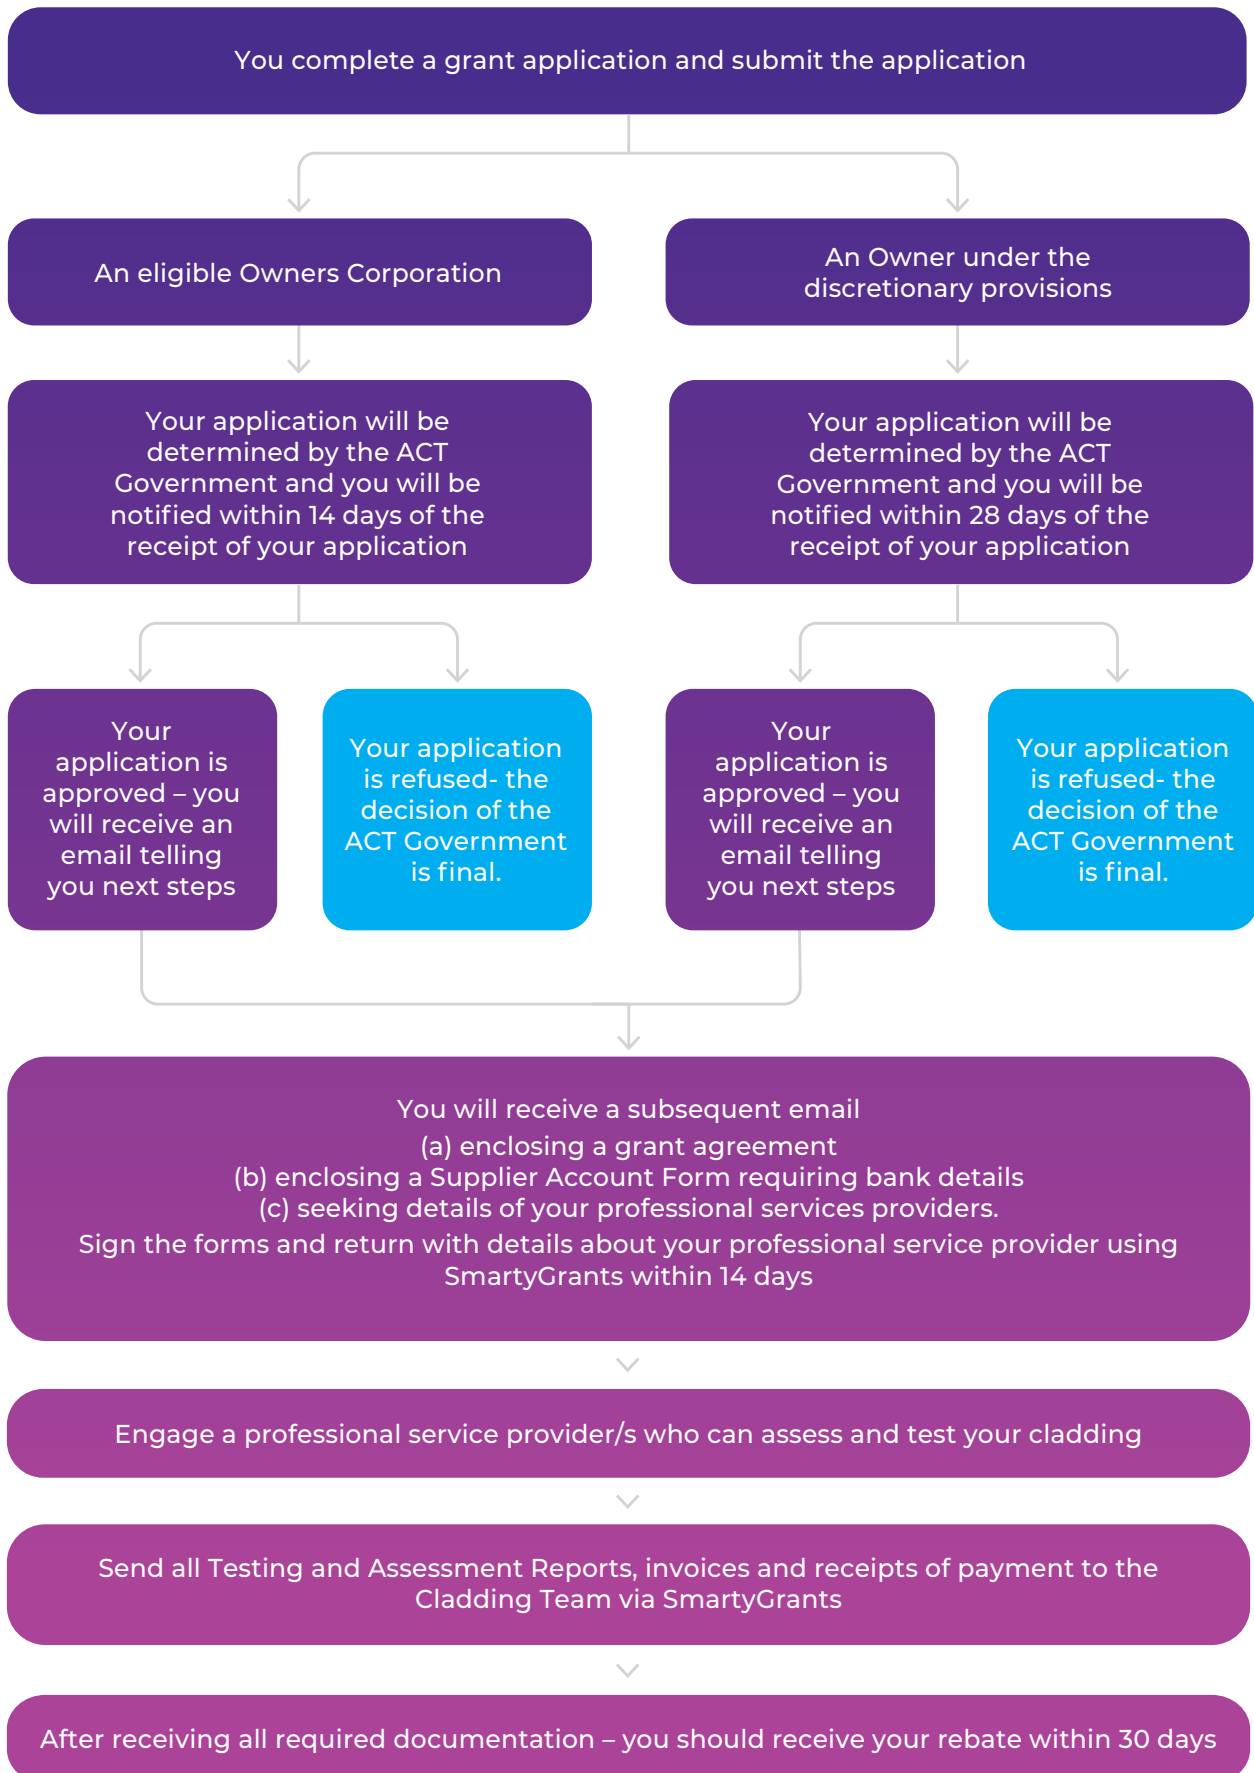 You complete a grant application and submit the application
An eligible Owners Corporation
An Owner under the
discretionary provisions
Your application will be
determined by the ACT
Government and you will be
notified within 14 days of the
receipt of your application
Your application will be
determined by the ACT
Government and you will be
notified within 28 days of the
receipt of your application
Your
application is
approved – you
will receive an
email telling
you next steps
Your application
is refused- the
decision of the
ACT Government
is final.
Your
application is
approved – you
will receive an
email telling
you next steps
Your application
is refused- the
decision of the
ACT Government
is final.
You will receive a subsequent email
(a) enclosing a grant agreement
(b) enclosing a Supplier Account Form requiring bank details
(c) seeking details of your professional services providers.
Sign the forms and return with details about your professional service provider using
SmartyGrants within 14 days
Engage a professional service provider/s who can assess and test your cladding
Send all Testing and Assessment Reports, invoices and receipts of payment to the
Cladding Team via SmartyGrants
After receiving all required documentation – you should receive your rebate within 30 days